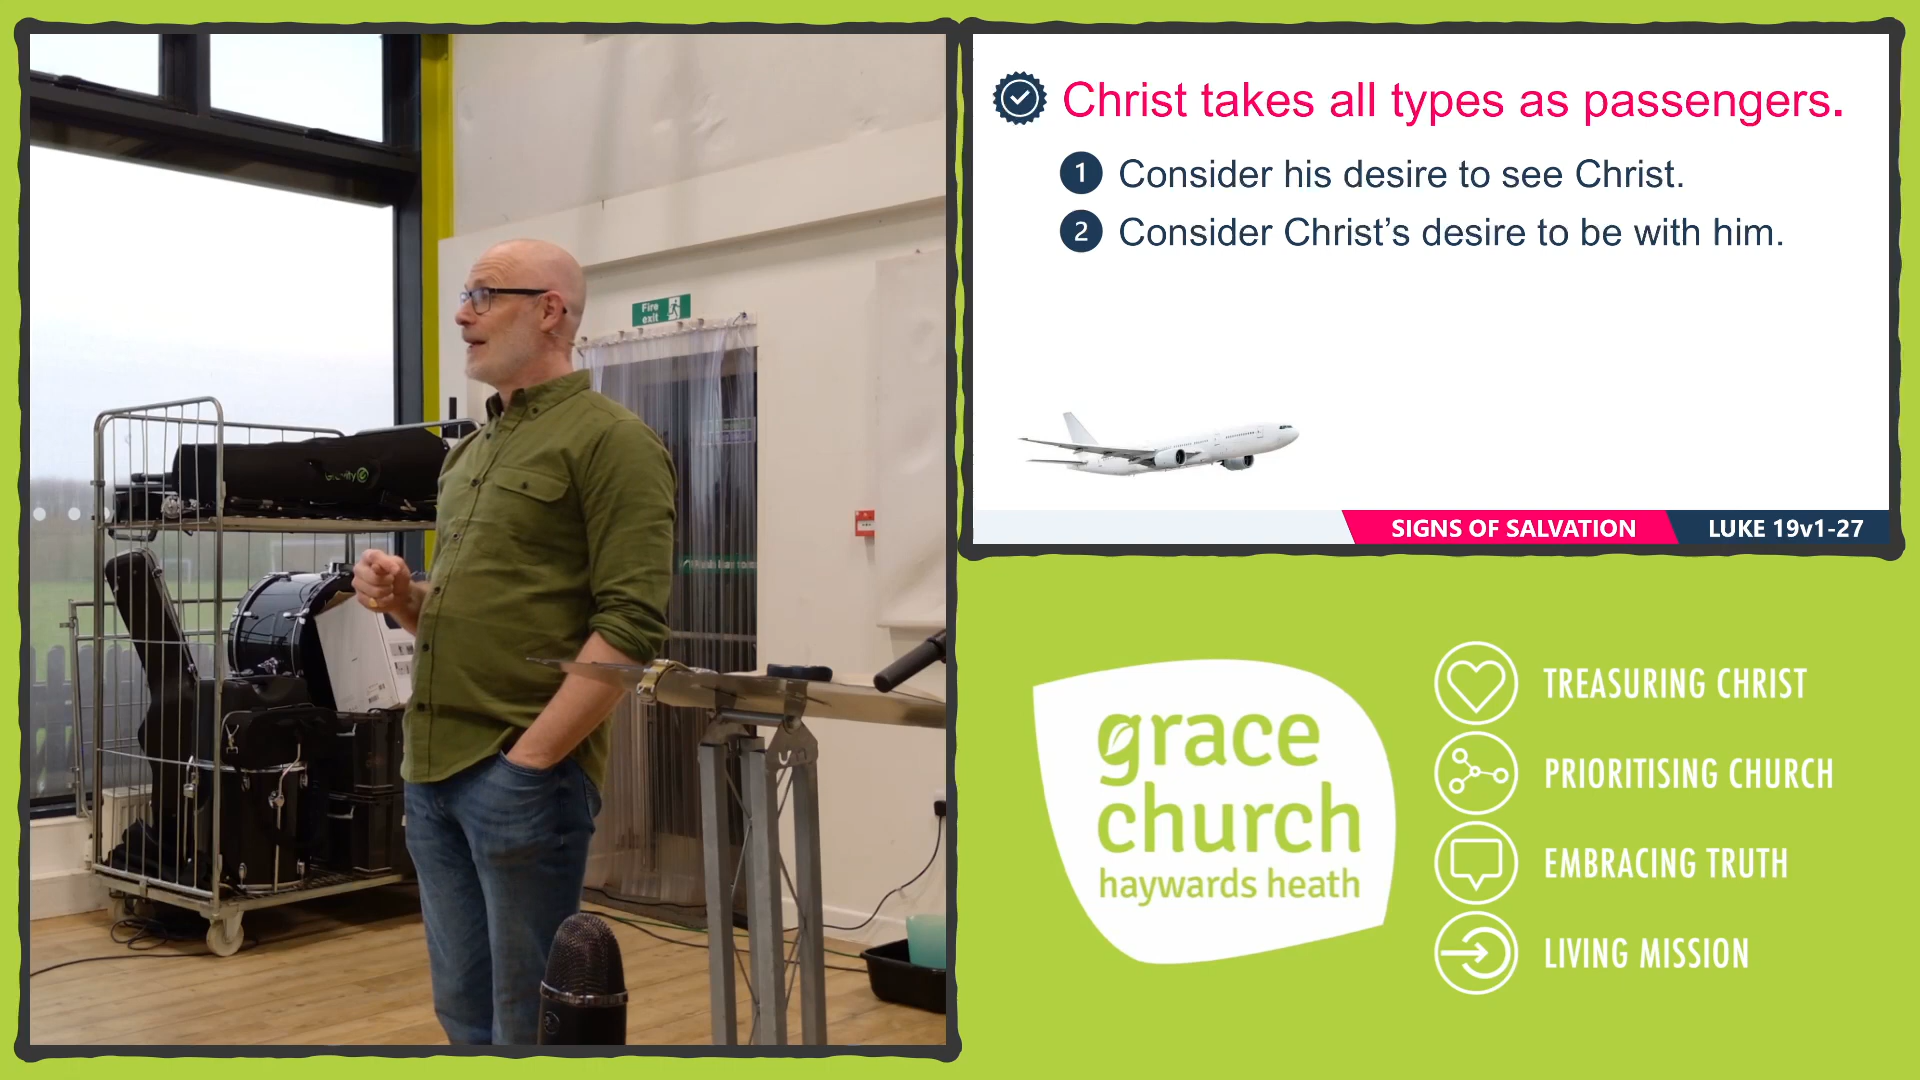 Fire
exit
Gravity
Christ takes all types as passengers.
1 Consider his desire to see Christ.
2 Consider Christ’s desire to be with him.
SIGNS OF SALVATION
LUKE 19v1-27
grace
church
haywards heath
TREASURING CHRIST
PRIORITISING CHURCH
EMBRACING TRUTH
LIVING MISSION